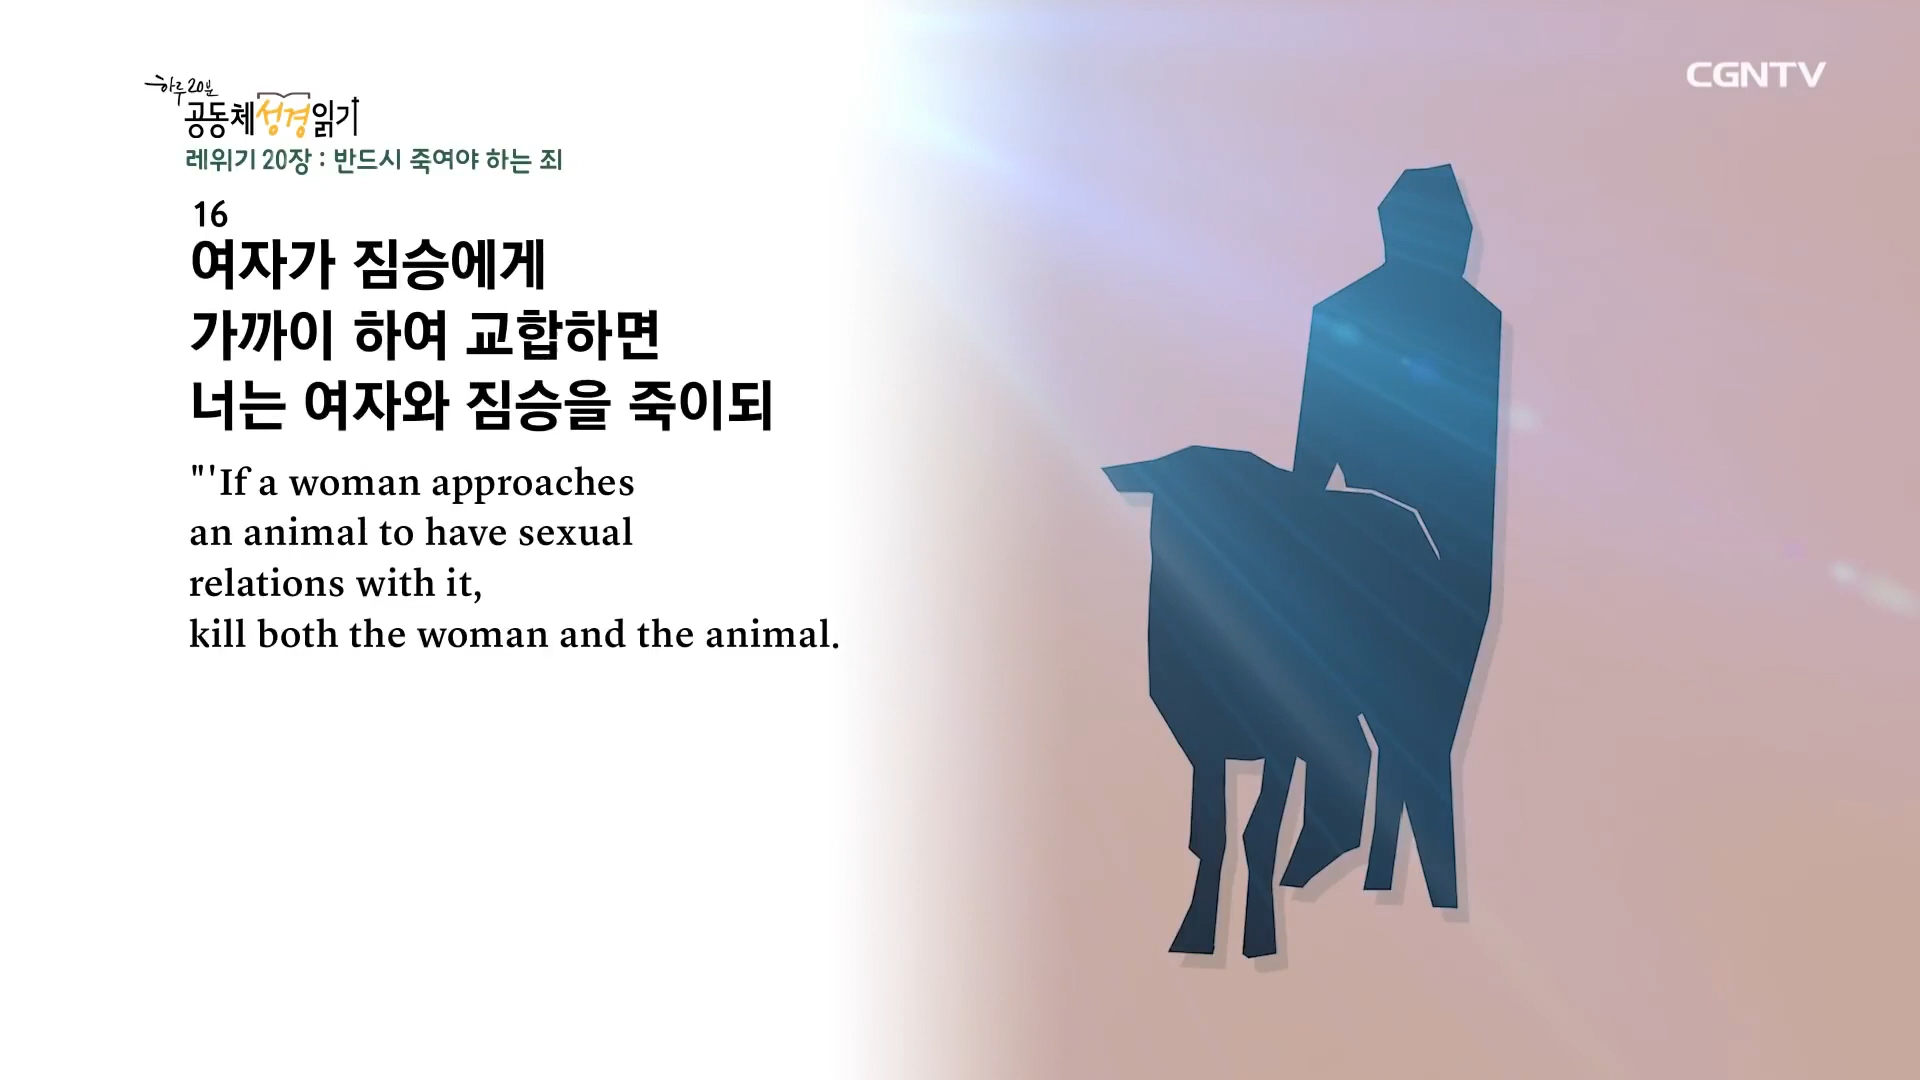 CGNTV
하루 20분
공동체성경읽기
레위기 20장 : 반드시 죽여야 하는 죄
16
여자가 짐승에게
가까이 하여 교합하면
너는 여자와 짐승을 죽이되
"'If a woman approaches
an animal to have sexual
relations with it,
kill both the woman and the animal.